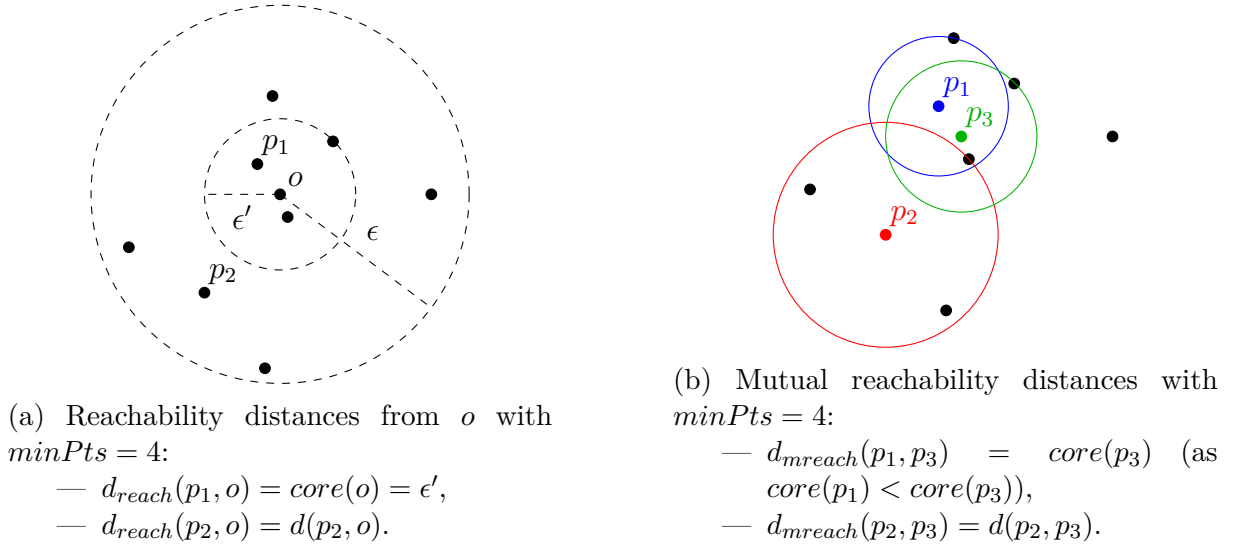 p₁
o
ϵ′
ϵ
p₂
(a) Reachability distances from o with
minPts = 4:
— d_reach(p₁, o) = core(o) = ϵ′,
— d_reach(p₂, o) = d(p₂, o).
p₁
p₃
p₂
(b) Mutual reachability distances with
minPts = 4:
— d_mreach(p₁, p₃) = core(p₃) (as
core(p₁) < core(p₃)),
— d_mreach(p₂, p₃) = d(p₂, p₃).